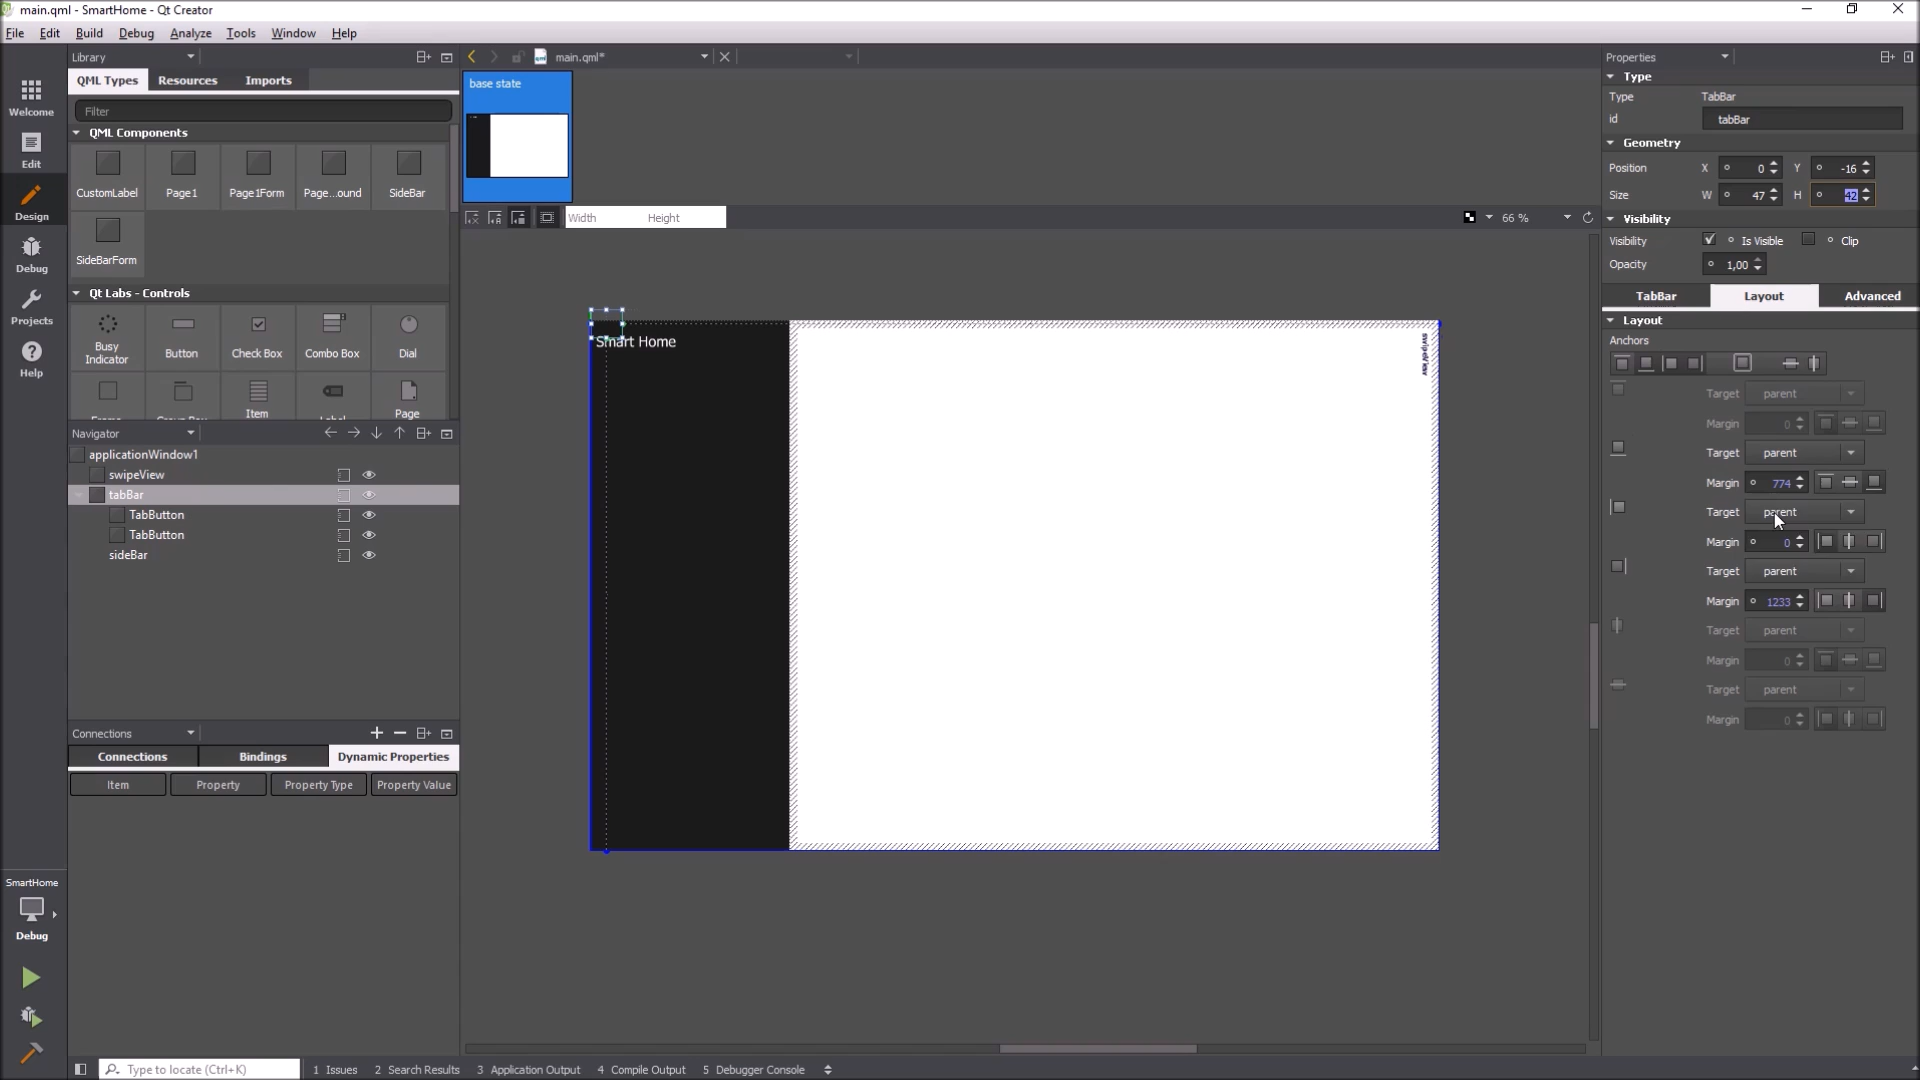 main.qml - SmartHome - Qt Creator
File Edit Build Debug Analyze Tools Window Help
Library
QML Types Resources Imports
Filter
QML Components
CustomLabel Page1 Page1Form Page...ound SideBar
SideBarForm
Qt Labs - Controls
Busy Indicator Button Check Box Combo Box Dial
Item Page
Welcome
Edit
Design
Debug
Projects
Help
Navigator
applicationWindow1
swipeView
tabBar
TabButton
TabButton
sideBar
Connections
Connections Bindings Dynamic Properties
Item Property Property Type Property Value
SmartHome
Debug
main.qml*
base state
Width Height
66 %
Smart Home
swipeView
Properties
Type
Type TabBar
id tabBar
Geometry
Position X 0 Y -16
Size W 47 H 42
Visibility
Visibility Is Visible Clip
Opacity 1,00
TabBar Layout Advanced
Layout
Anchors
Target parent
Margin 0
Target parent
Margin 774
Target parent
Margin 0
Target parent
Margin 1233
Target parent
Margin 0
Target parent
Margin 0
Type to locate (Ctrl+K) 1 Issues 2 Search Results 3 Application Output 4 Compile Output 5 Debugger Console